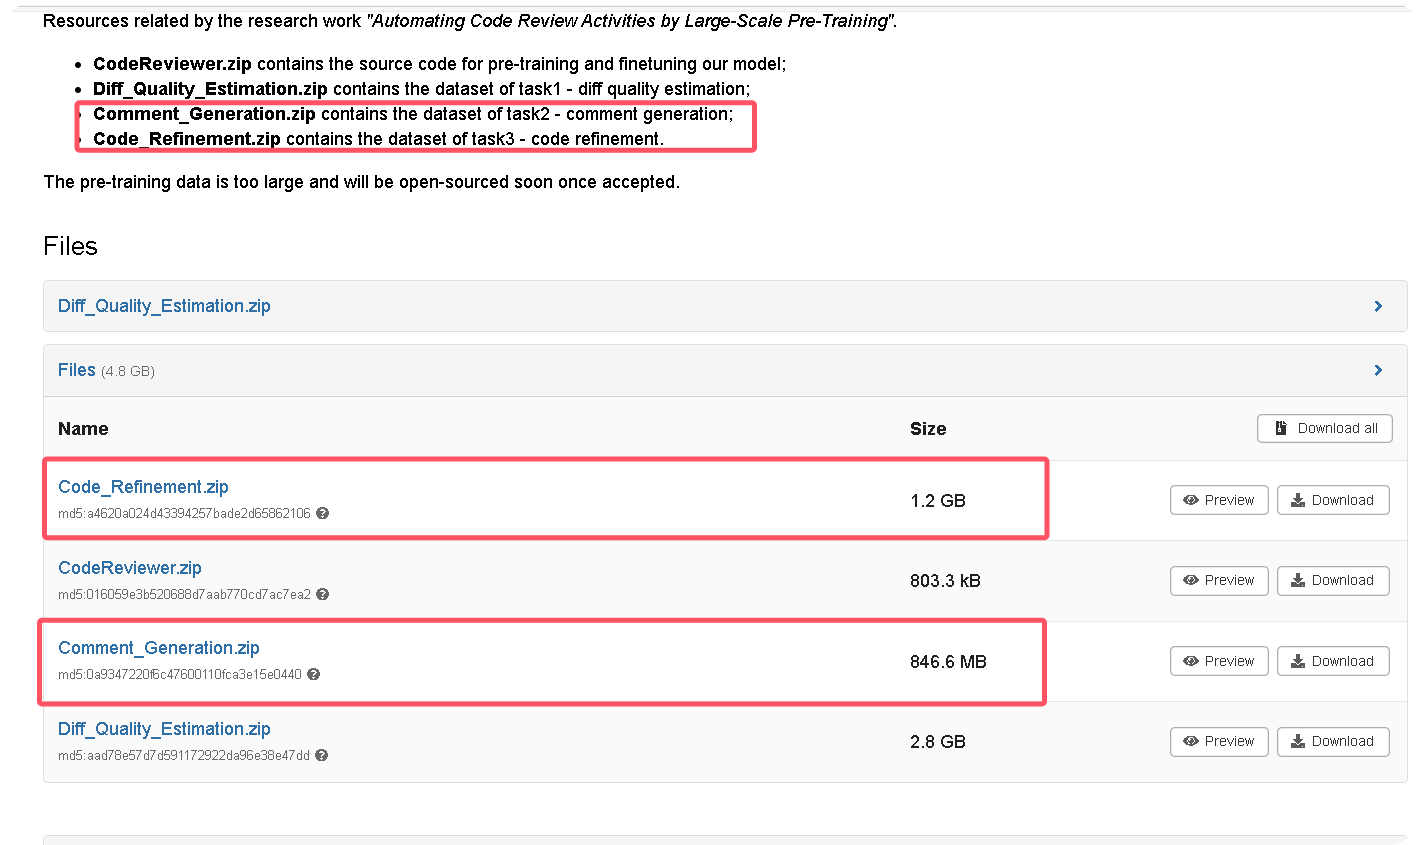 Resources related by the research work "Automating Code Review Activities by Large-Scale Pre-Training".
CodeReviewer.zip contains the source code for pre-training and finetuning our model;
Diff_Quality_Estimation.zip contains the dataset of task1 - diff quality estimation;
Comment_Generation.zip contains the dataset of task2 - comment generation;
Code_Refinement.zip contains the dataset of task3 - code refinement.
The pre-training data is too large and will be open-sourced soon once accepted.
Files
Diff_Quality_Estimation.zip
Files (4.8 GB)
Name Size Download all
Code_Refinement.zip
md5:a4620a024d43394257bade2d65862106
1.2 GB Preview Download
CodeReviewer.zip
md5:016059e3b520688d7aab770cd7ac7ea2
803.3 kB Preview Download
Comment_Generation.zip
md5:0a9347220f6c47600110fca3e15e0440
846.6 MB Preview Download
Diff_Quality_Estimation.zip
md5:aad78e57d7d591172922da96e38e47dd
2.8 GB Preview Download